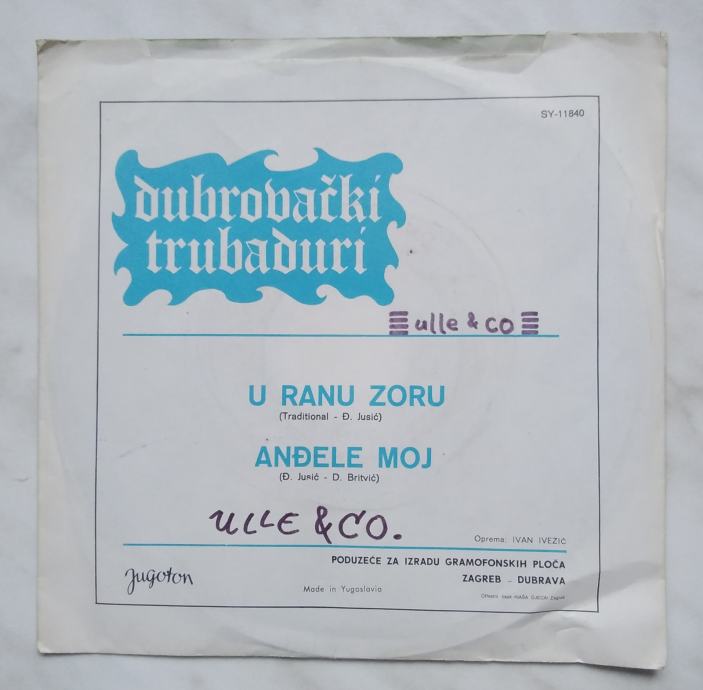 SY-11840
dubrovački
trubaduri
ulle & co
U RANU ZORU
(Traditional - Đ. Jusić)
ANĐELE MOJ
(Đ. Jusić - D. Britvić)
ULLE & CO.
Oprema: IVAN IVEZIĆ
PODUZEĆE ZA IZRADU GRAMOFONSKIH PLOČA
ZAGREB – DUBRAVA
Jugoton
Made in Yugoslavia